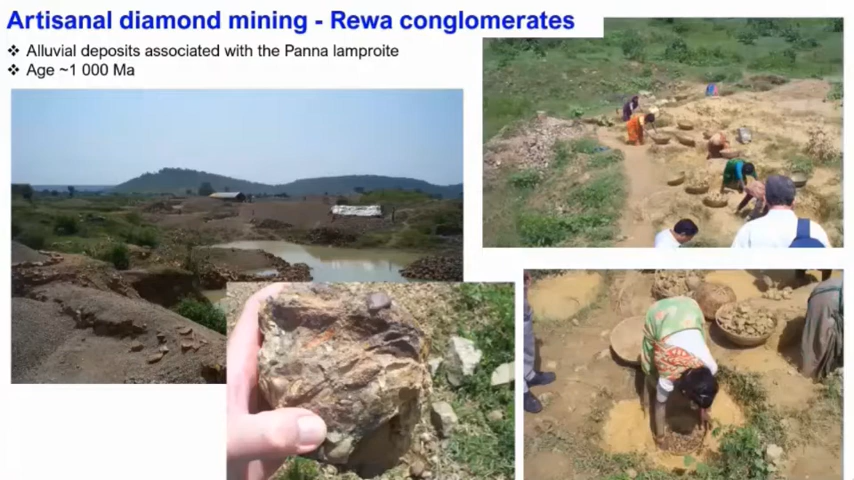 Artisanal diamond mining - Rewa conglomerates
❖ Alluvial deposits associated with the Panna lamproite
❖ Age ~1 000 Ma